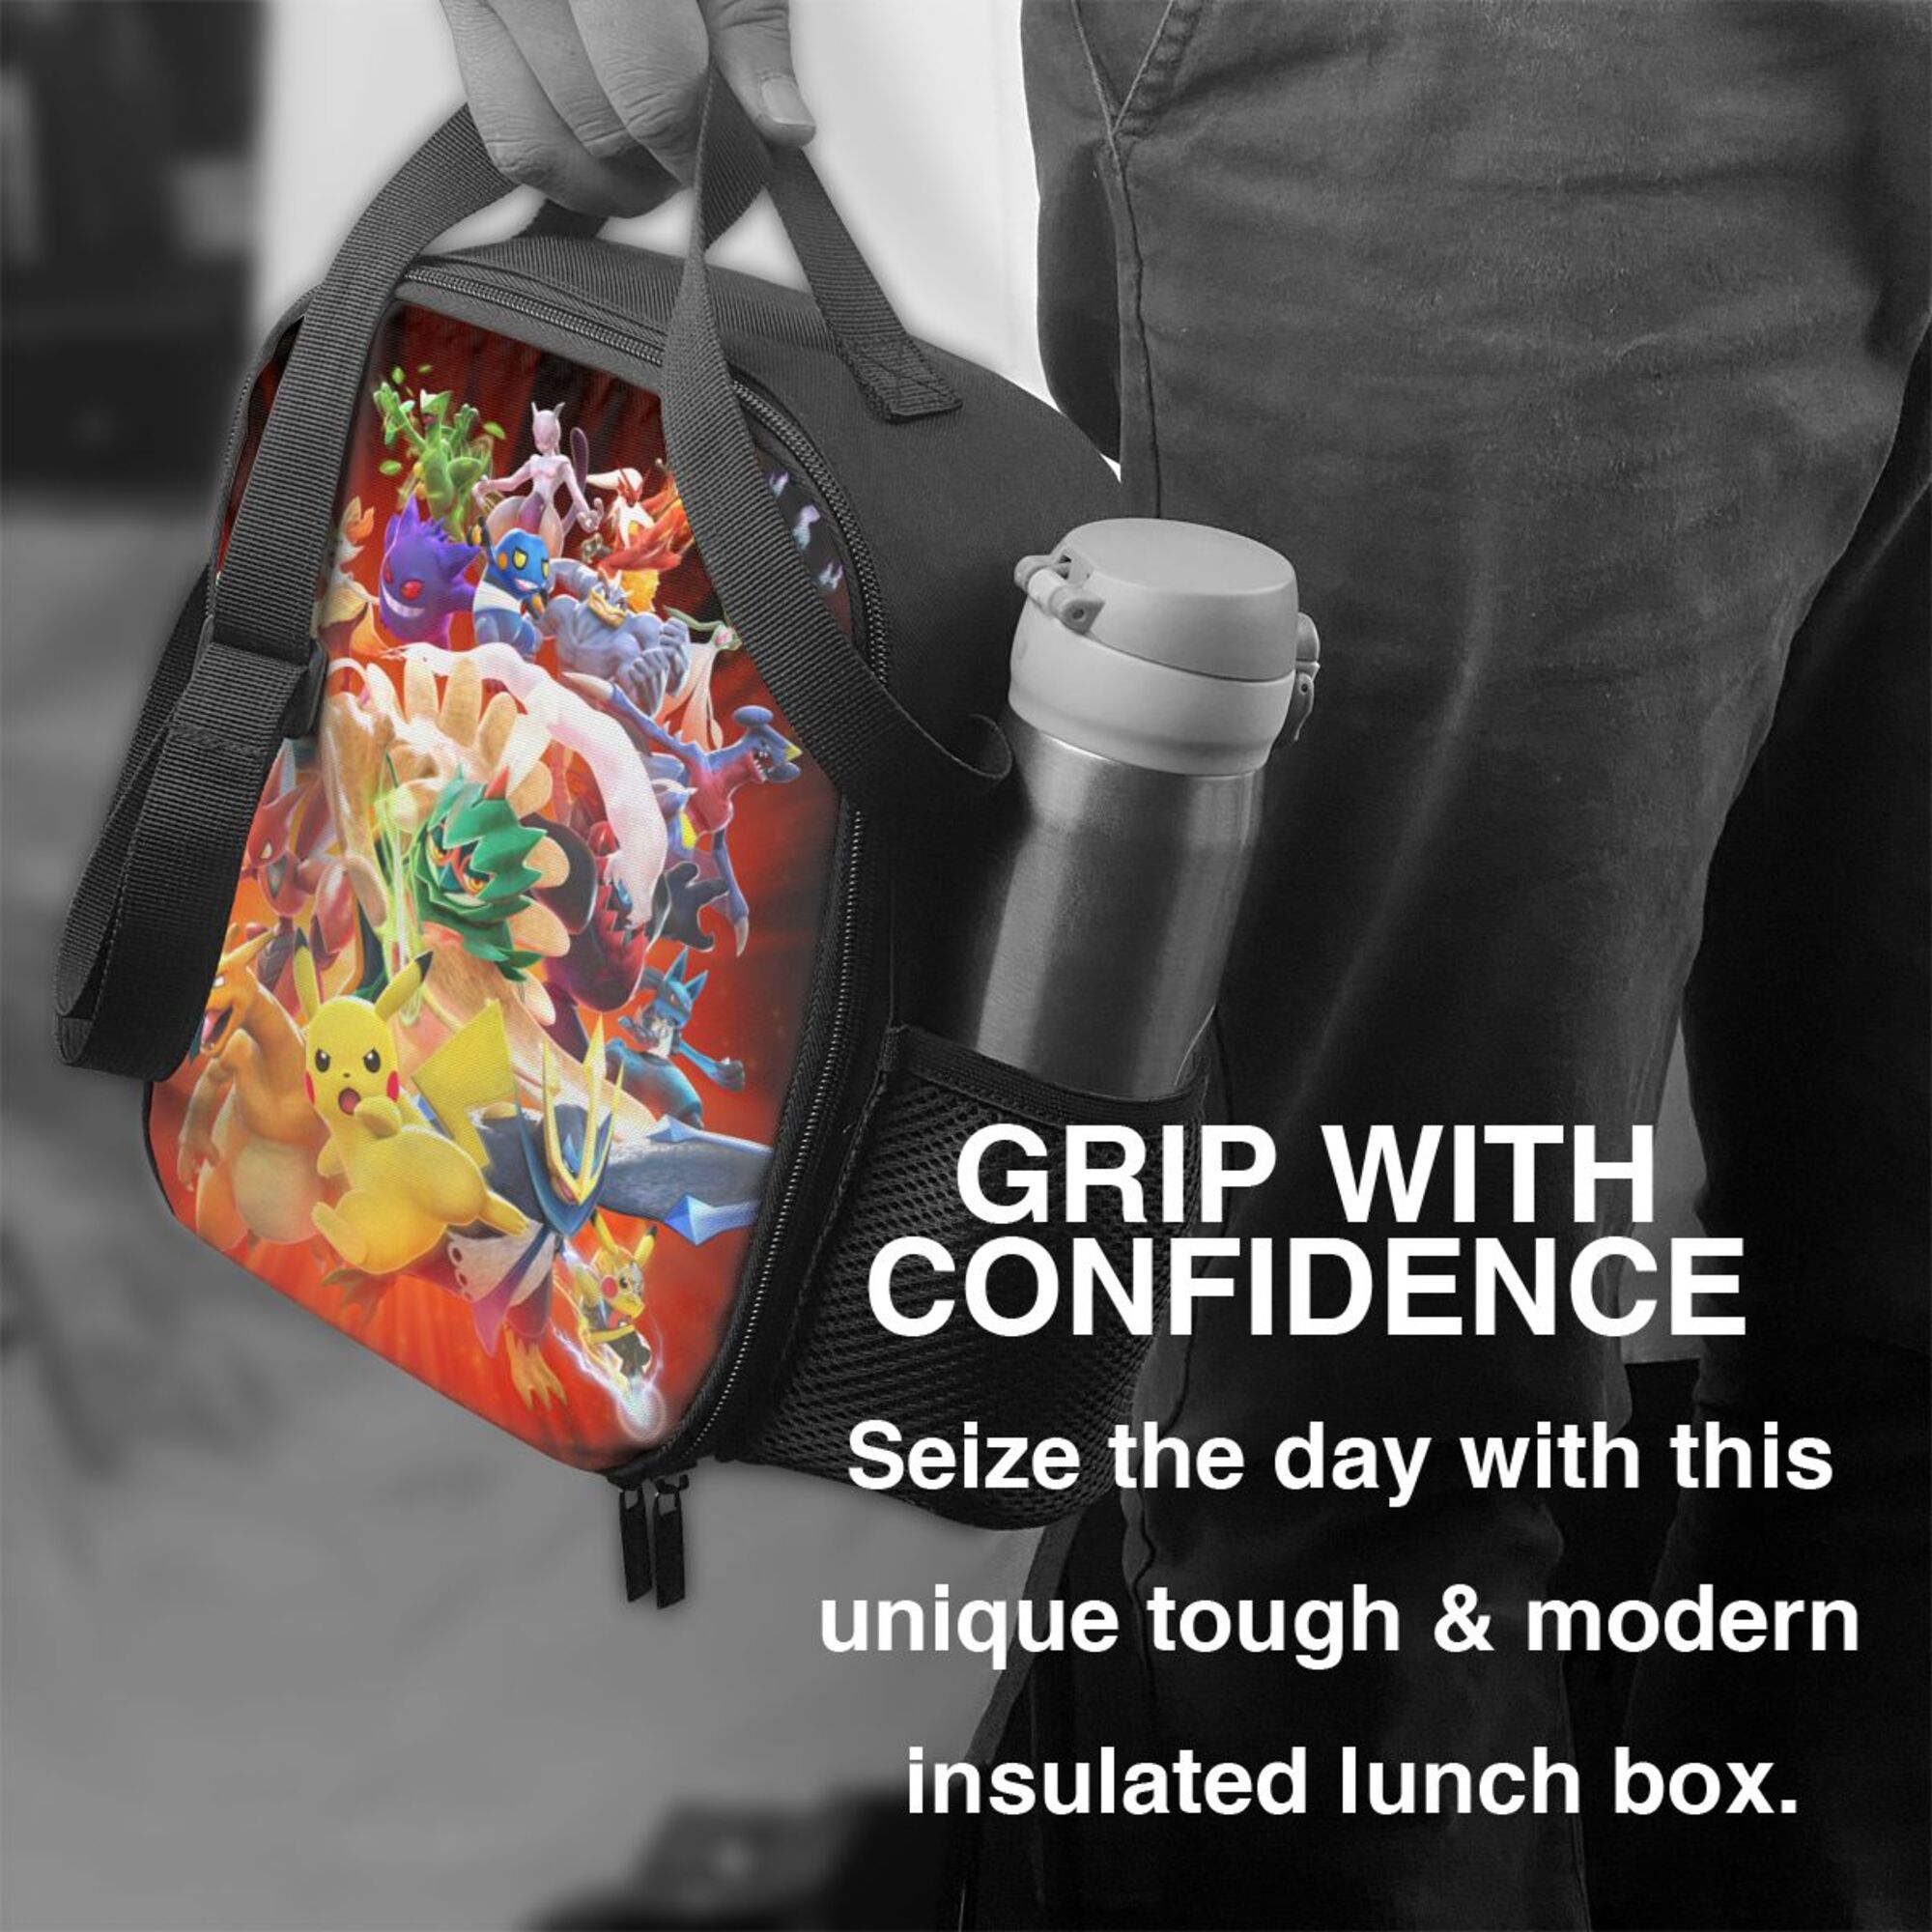 GRIP WITH
CONFIDENCE
Seize the day with this
unique tough & modern
insulated lunch box.